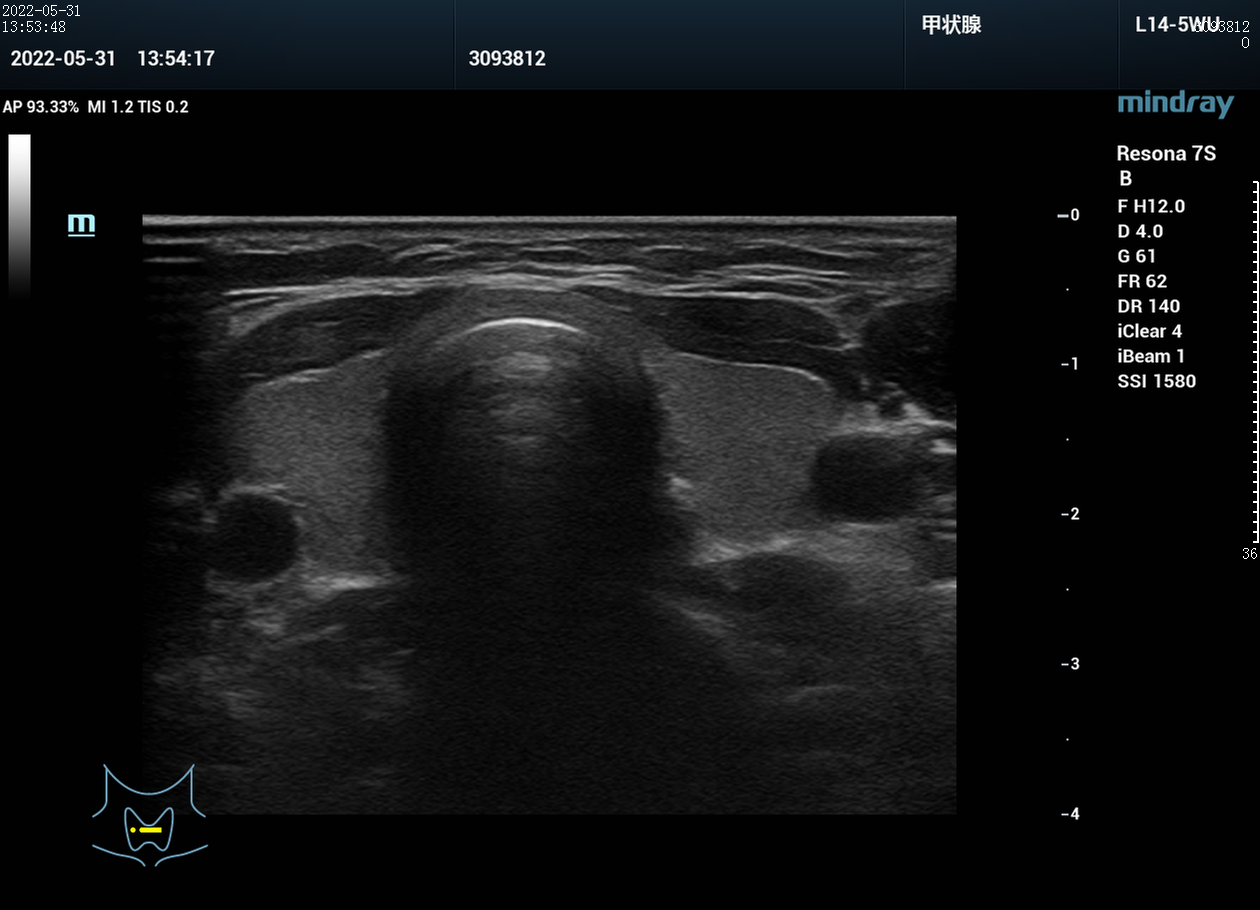 2022-05-31
13:53:48
2022-05-31 13:54:17
3093812
甲状腺
L14-5WU
3093812
0
AP 93.33% MI 1.2 TIS 0.2
mindray
Resona 7S
B
F H12.0
D 4.0
G 61
FR 62
DR 140
iClear 4
iBeam 1
SSI 1580
m
-0
-1
-2
-3
-4
36